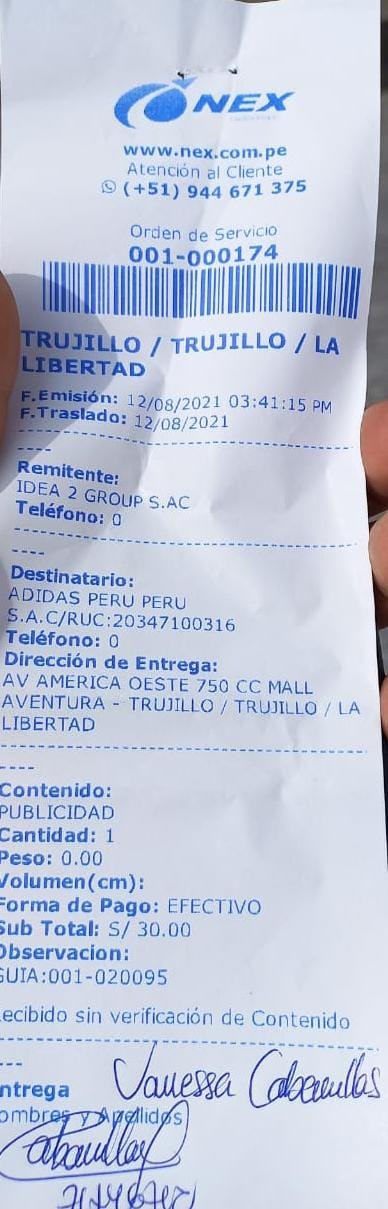 NEX
www.nex.com.pe
Atención al Cliente
(+51) 944 671 375
Orden de Servicio
001-000174
TRUJILLO / TRUJILLO / LA
LIBERTAD
F.Emisión: 12/08/2021 03:41:15 PM
F.Traslado: 12/08/2021
Remitente:
IDEA 2 GROUP S.AC
Teléfono: 0
Destinatario:
ADIDAS PERU PERU
S.A.C/RUC:20347100316
Teléfono: 0
Dirección de Entrega:
AV AMERICA OESTE 750 CC MALL
AVENTURA - TRUJILLO / TRUJILLO / LA
LIBERTAD
Contenido:
PUBLICIDAD
Cantidad: 1
Peso: 0.00
Volumen(cm):
Forma de Pago: EFECTIVO
Sub Total: S/ 30.00
Observacion:
GUIA:001-020095
ecibido sin verificación de Contenido
ntrega Vanessa Cabanillas
ombres y Apellidos